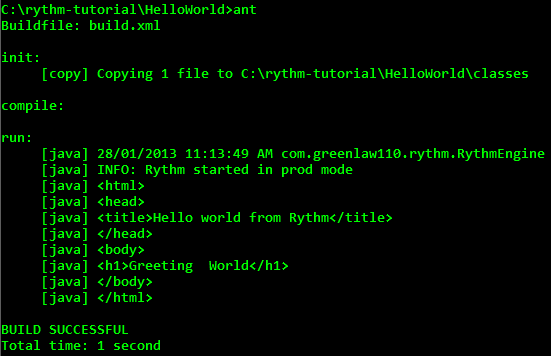 C:\rythm-tutorial\HelloWorld>ant
Buildfile: build.xml
init:
[copy] Copying 1 file to C:\rythm-tutorial\HelloWorld\classes
compile:
run:
[java] 28/01/2013 11:13:49 AM com.greenlaw110.rythm.RythmEngine
[java] INFO: Rythm started in prod mode
[java] <html>
[java] <head>
[java] <title>Hello world from Rythm</title>
[java] </head>
[java] <body>
[java] <h1>Greeting  World</h1>
[java] </body>
[java] </html>
BUILD SUCCESSFUL
Total time: 1 second